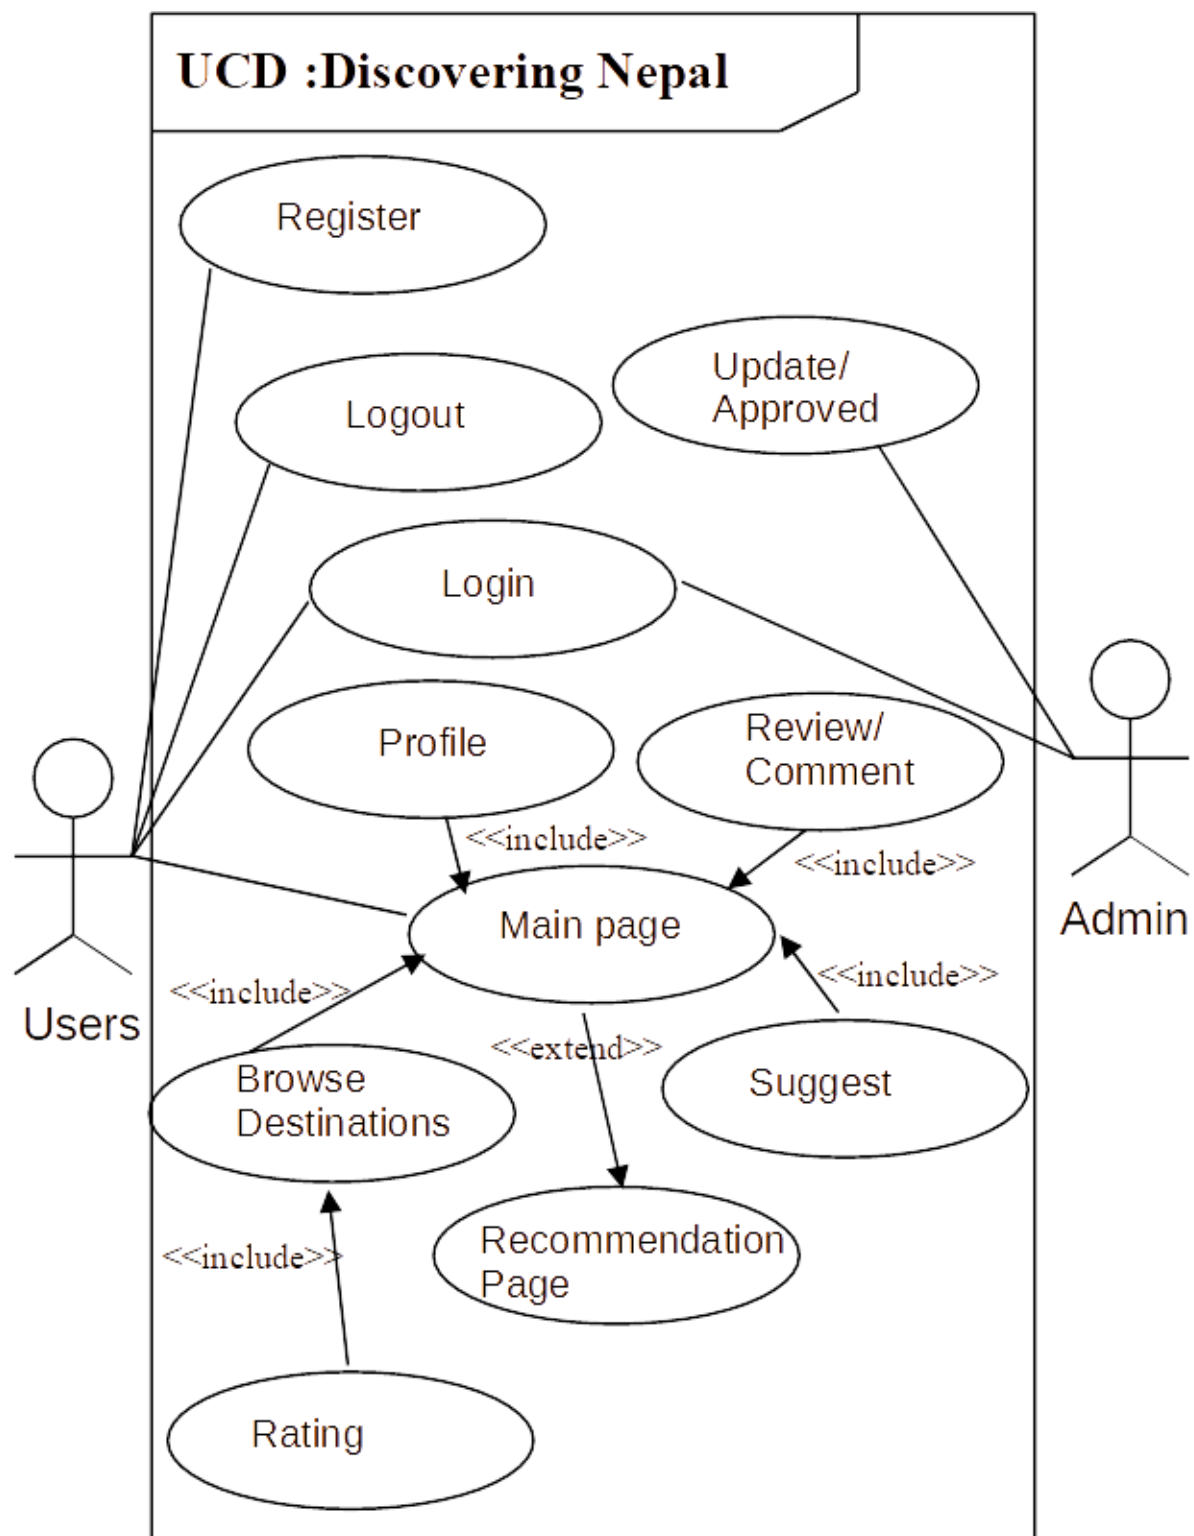 UCD :Discovering Nepal
Register
Update/
Approved
Logout
Login
Profile
Review/
Comment
<<include>>
<<include>>
Admin
Main page
<<include>>
<<include>>
Users
<<extend>>
Browse
Destinations
Suggest
Recommendation
Page
<<include>>
Rating